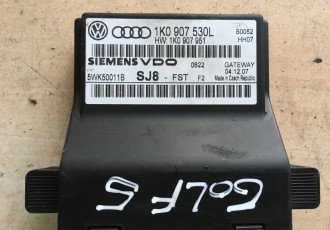 1K0 907 530L
HW: 1K0 907 951
S0052
HH07
SIEMENS VDO
0622
GATEWAY
5WK50011B
SJ8 - FST
F2
04.12.07
Made in Czech Republic
GOLF 5